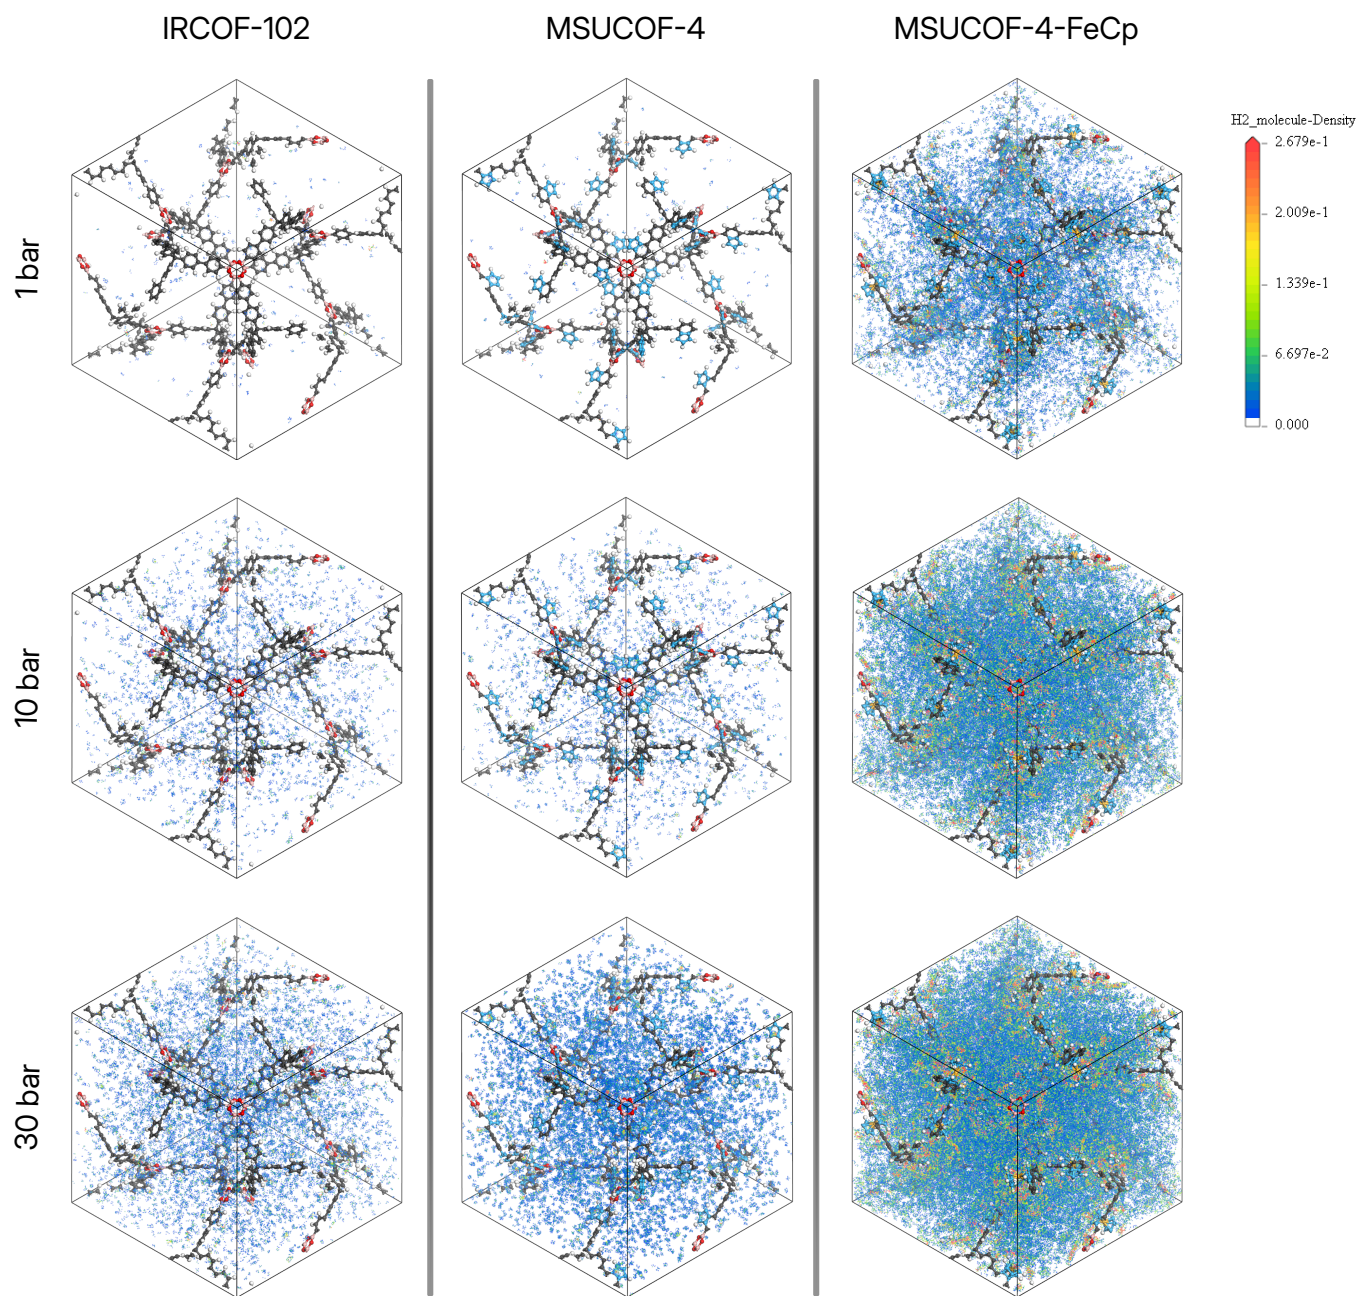 IRCOF-102
MSUCOF-4
MSUCOF-4-FeCp
H2_molecule-Density
2.679e-1
2.009e-1
1.339e-1
6.697e-2
0.000
1 bar
10 bar
30 bar